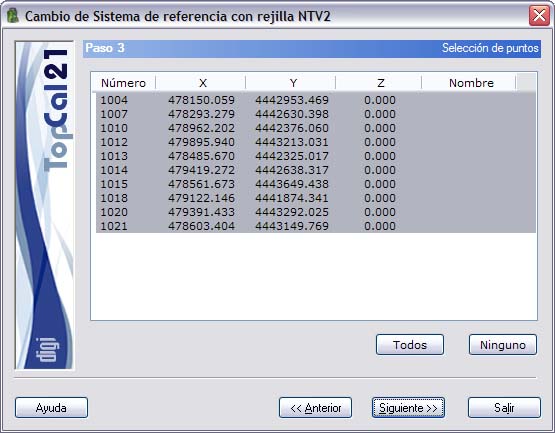 Cambio de Sistema de referencia con rejilla NTV2
Paso 3 Selección de puntos
TopCal21
digi
Número X Y Z Nombre
1004 478150.059 4442953.469 0.000
1007 478293.279 4442630.398 0.000
1010 478962.202 4442376.060 0.000
1012 479895.940 4443213.031 0.000
1013 478485.670 4442325.017 0.000
1014 479419.272 4442638.317 0.000
1015 478561.673 4443649.438 0.000
1018 479122.146 4441874.341 0.000
1020 479391.433 4443292.025 0.000
1021 478603.404 4443149.769 0.000
Todos Ninguno
Ayuda << Anterior Siguiente >> Salir